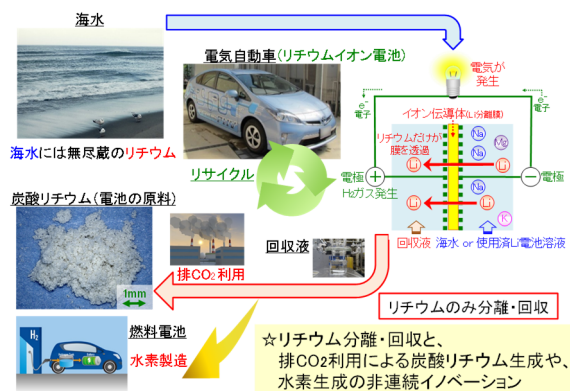 海水
海水には無尽蔵のリチウム
電気自動車(リチウムイオン電池)
リサイクル
電気が
発生
e⁻
電子
e⁻
電子
イオン伝導体(Li分離膜)
リチウムだけが
膜を透過
Na
Mg
Li
Li
Na
Na
Li
Li
K
+
−
電極
H₂ガス発生
電極
回収液
海水 or 使用済Li電池溶液
炭酸リチウム(電池の原料)
1mm
排CO₂利用
回収液
リチウムのみ分離・回収
H₂
燃料電池
水素製造
☆リチウム分離・回収と、
排CO₂利用による炭酸リチウム生成や、
水素生成の非連続イノベーション